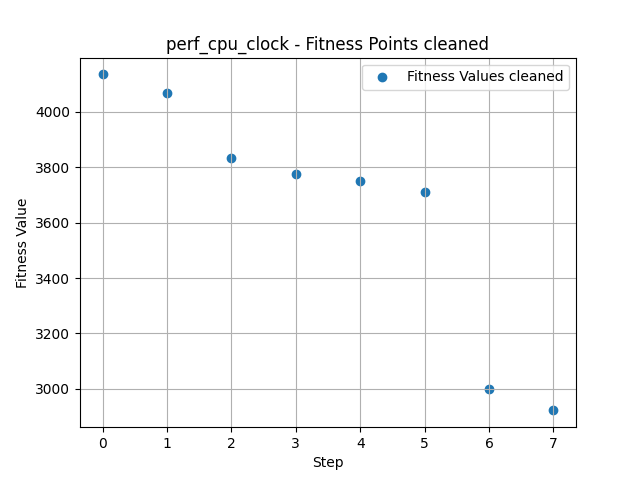 perf_cpu_clock - Fitness Points cleaned
Fitness Values cleaned
Fitness Value
4000
3800
3600
3400
3200
3000
0 1 2 3 4 5 6 7
Step